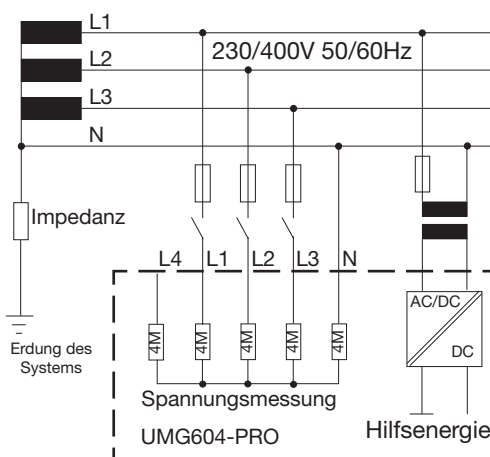 L1
230/400V 50/60Hz
L2
L3
N
Impedanz
L4 L1 L2 L3 N
AC/DC
DC
4M 4M 4M 4M 4M
Erdung des
Systems
Spannungsmessung
UMG604-PRO
Hilfsenergie